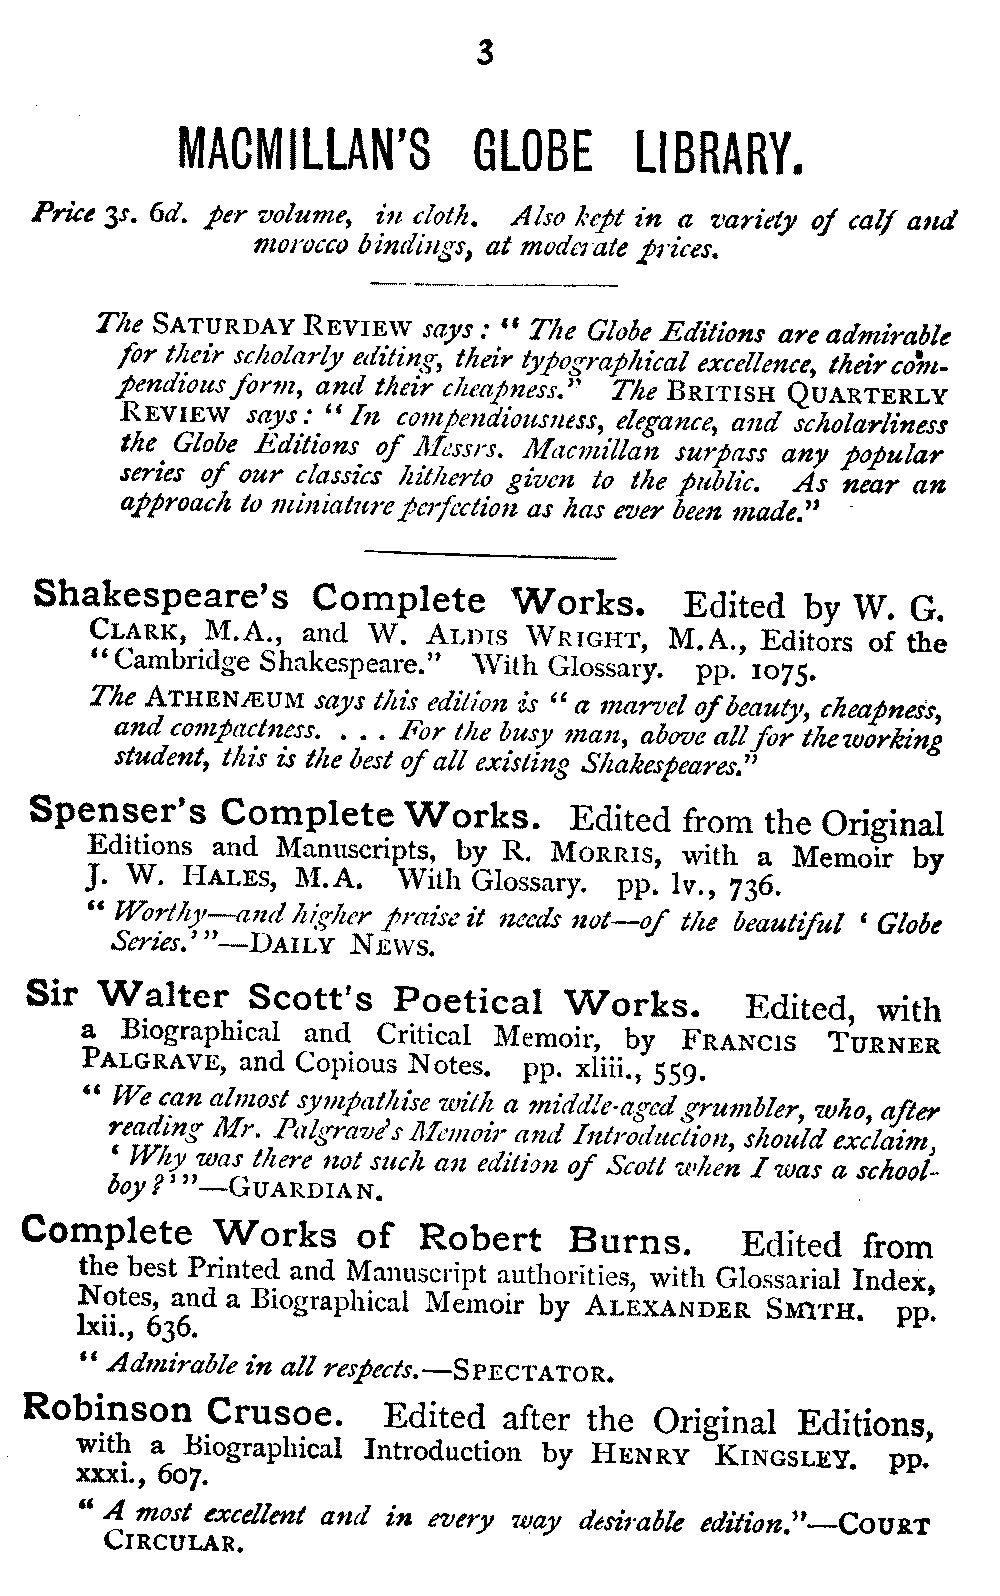 3
MACMILLAN'S GLOBE LIBRARY.
Price 3s. 6d. per volume, in cloth. Also kept in a variety of calf and
morocco bindings, at moderate prices.
The SATURDAY REVIEW says: "The Globe Editions are admirable
for their scholarly editing, their typographical excellence, their com-
pendious form, and their cheapness." The BRITISH QUARTERLY
REVIEW says: "In compendiousness, elegance, and scholarliness
the Globe Editions of Messrs. Macmillan surpass any popular
series of our classics hitherto given to the public. As near an
approach to miniature perfection as has ever been made."
Shakespeare's Complete Works. Edited by W. G.
CLARK, M.A., and W. ALDIS WRIGHT, M.A., Editors of the
"Cambridge Shakespeare." With Glossary. pp. 1075.
The ATHENÆUM says this edition is "a marvel of beauty, cheapness,
and compactness. . . . For the busy man, above all for the working
student, this is the best of all existing Shakespeares."
Spenser's Complete Works. Edited from the Original
Editions and Manuscripts, by R. MORRIS, with a Memoir by
J. W. HALES, M.A. With Glossary. pp. lv., 736.
"Worthy—and higher praise it needs not—of the beautiful 'Globe
Series.'"—DAILY NEWS.
Sir Walter Scott's Poetical Works. Edited, with
a Biographical and Critical Memoir, by FRANCIS TURNER
PALGRAVE, and Copious Notes. pp. xliii., 559.
"We can almost sympathise with a middle-aged grumbler, who, after
reading Mr. Palgrave's Memoir and Introduction, should exclaim,
'Why was there not such an edition of Scott when I was a school-
boy?'"—GUARDIAN.
Complete Works of Robert Burns. Edited from
the best Printed and Manuscript authorities, with Glossarial Index,
Notes, and a Biographical Memoir by ALEXANDER SMITH. pp.
lxii., 636.
"Admirable in all respects.—SPECTATOR.
Robinson Crusoe. Edited after the Original Editions,
with a Biographical Introduction by HENRY KINGSLEY. pp.
xxxi., 607.
"A most excellent and in every way desirable edition."—COURT
CIRCULAR.